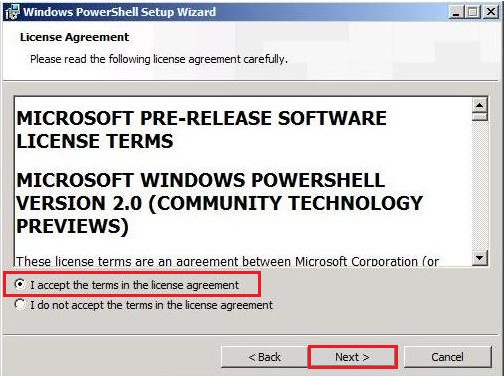 Windows PowerShell Setup Wizard
License Agreement
Please read the following license agreement carefully.
MICROSOFT PRE-RELEASE SOFTWARE
LICENSE TERMS
MICROSOFT WINDOWS POWERSHELL
VERSION 2.0 (COMMUNITY TECHNOLOGY
PREVIEWS)
These license terms are an agreement between Microsoft Corporation (or
I accept the terms in the license agreement
I do not accept the terms in the license agreement
< Back Next > Cancel